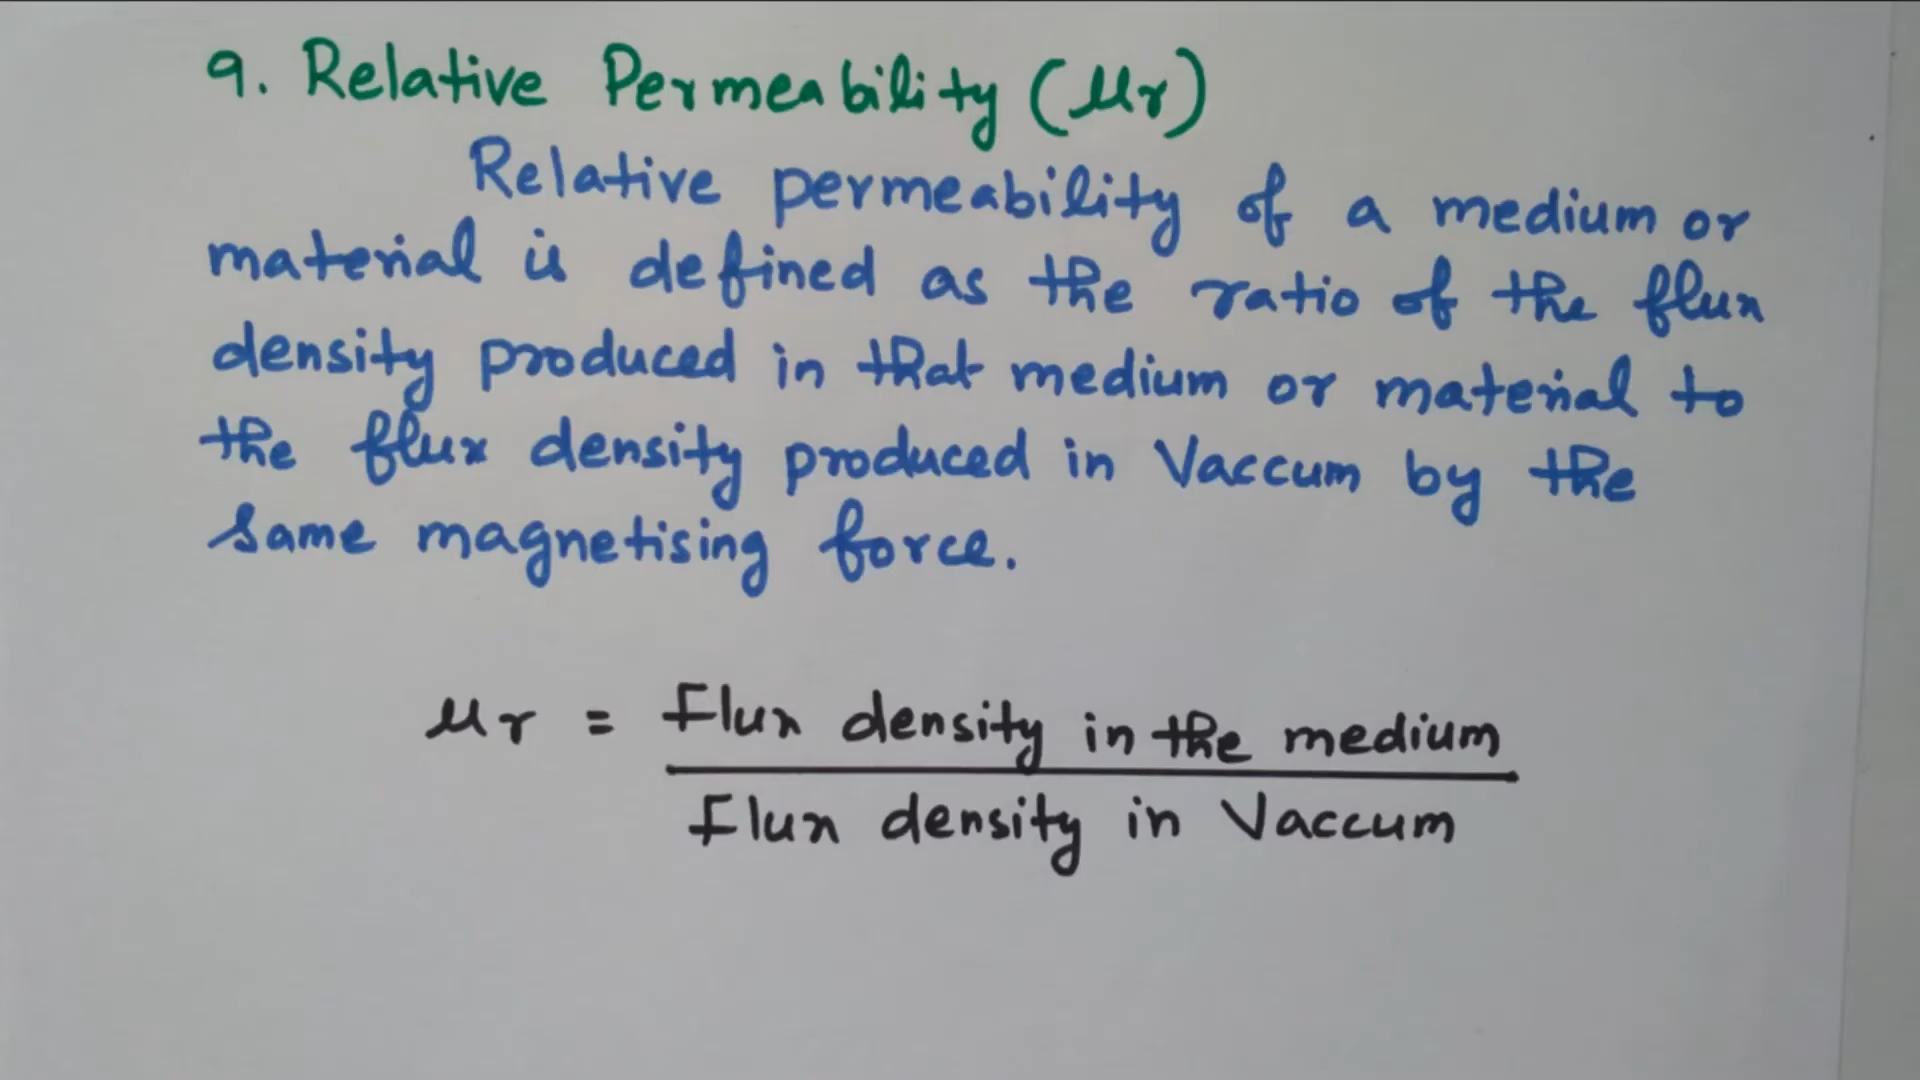 9. Relative Permeability (μr)
Relative permeability of a medium or
material is defined as the ratio of the flux
density produced in that medium or material to
the flux density produced in Vaccum by the
same magnetising force.
μr = Flux density in the medium
Flux density in Vaccum